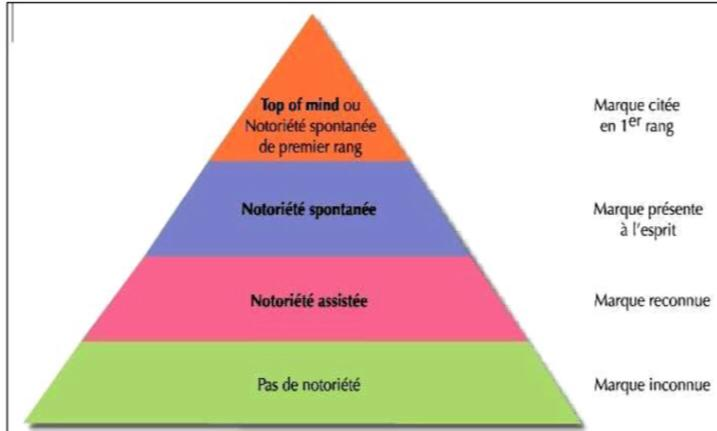 Top of mind ou
Notoriété spontanée
de premier rang
Marque citée
en 1er rang
Notoriété spontanée
Marque présente
à l'esprit
Notoriété assistée
Marque reconnue
Pas de notoriété
Marque inconnue